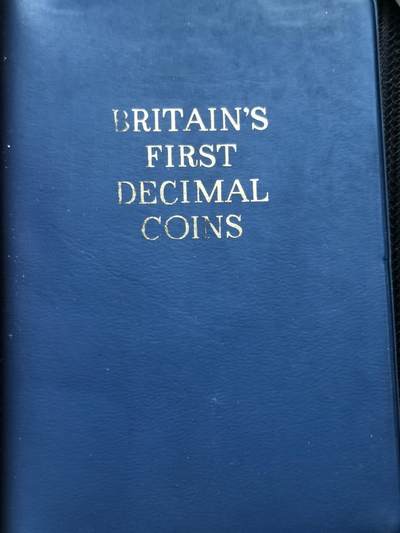 BRITAIN'S
FIRST
DECIMAL
COINS